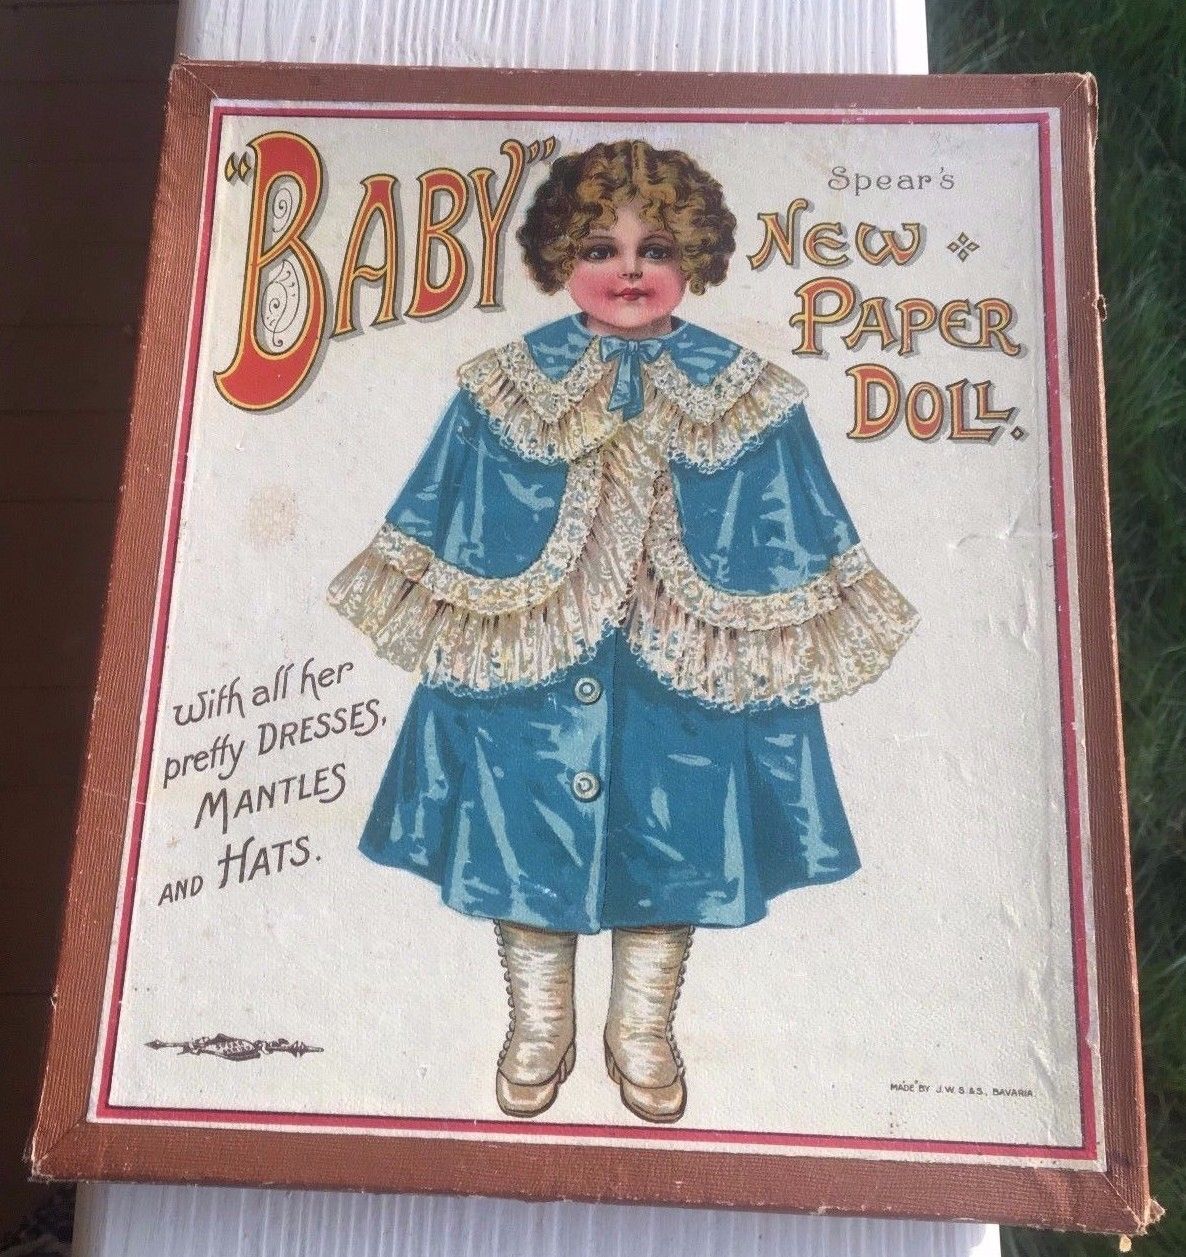 "BABY"
Spear's
NEW
PAPER
DOLL.
With all her
pretty DRESSES,
MANTLES
AND HATS.
MADE BY J.W.S.&S., BAVARIA.